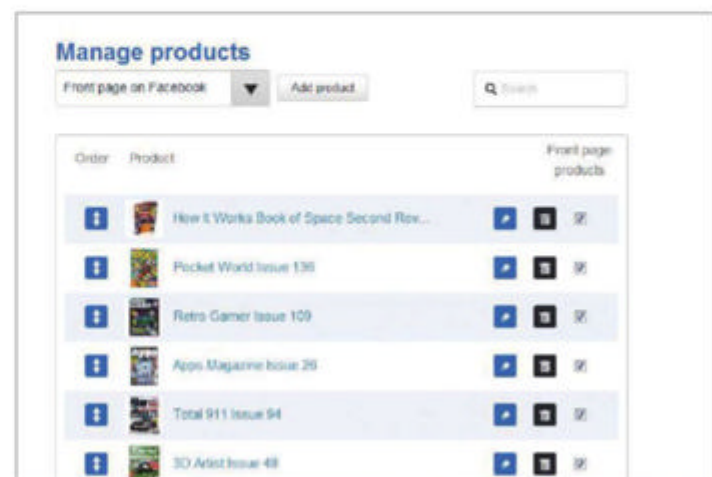 Manage products
Front page on Facebook
Add product
Search
Order Product Front page
products
How It Works Book of Space Second Rev...
Pocket World Issue 136
Retro Gamer Issue 109
Apps Magazine Issue 26
Total 911 Issue 94
3D Artist Issue 48